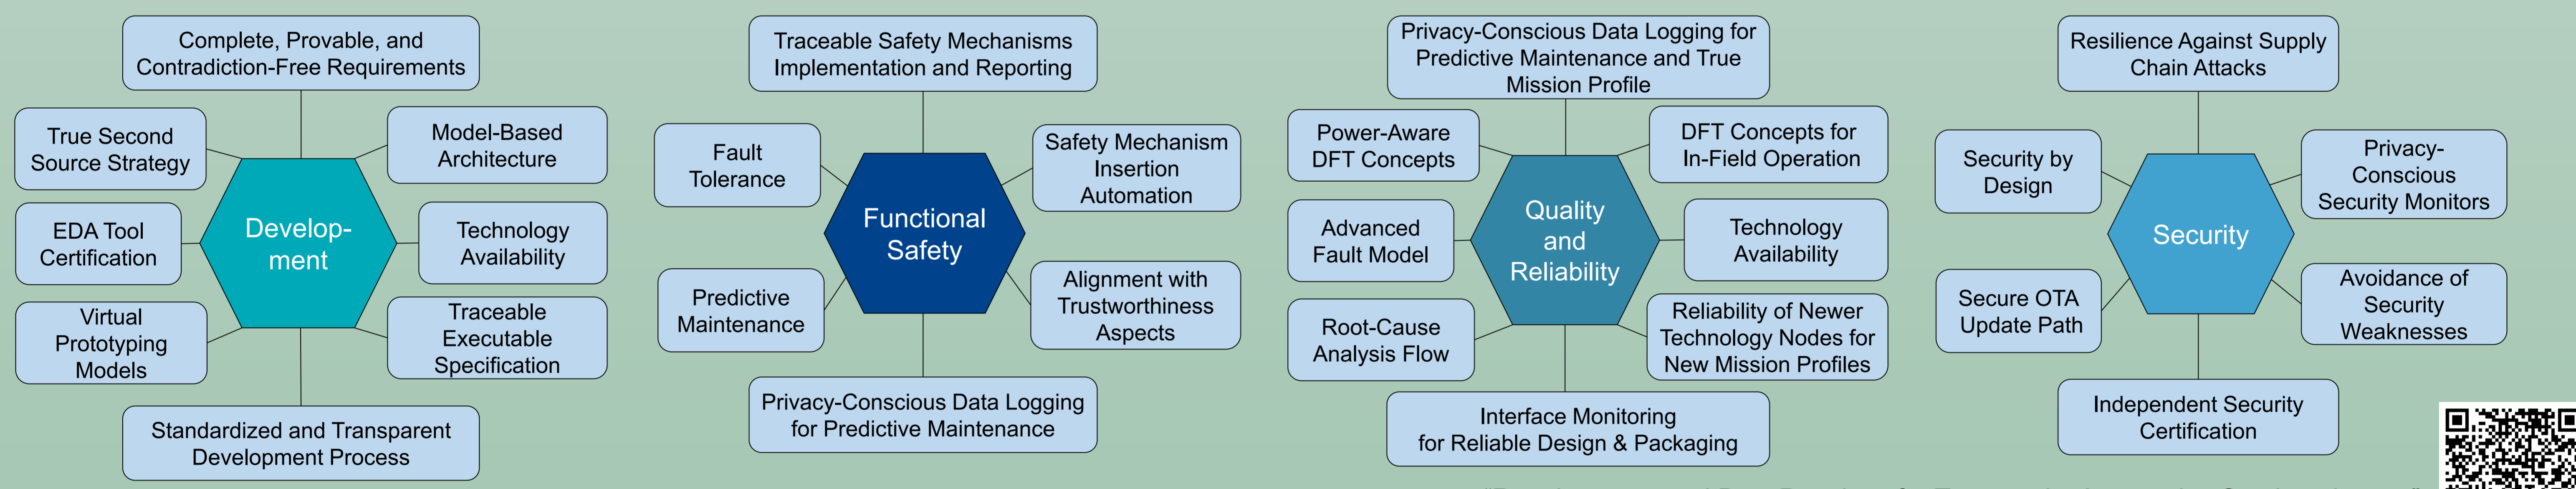 Complete, Provable, and
Contradiction-Free Requirements
True Second
Source Strategy
Model-Based
Architecture
EDA Tool
Certification
Develop-
ment
Technology
Availability
Virtual
Prototyping
Models
Traceable
Executable
Specification
Standardized and Transparent
Development Process
Traceable Safety Mechanisms
Implementation and Reporting
Fault
Tolerance
Safety Mechanism
Insertion
Automation
Functional
Safety
Predictive
Maintenance
Alignment with
Trustworthiness
Aspects
Privacy-Conscious Data Logging
for Predictive Maintenance
Privacy-Conscious Data Logging for
Predictive Maintenance and True
Mission Profile
Power-Aware
DFT Concepts
DFT Concepts for
In-Field Operation
Advanced
Fault Model
Quality
and
Reliability
Technology
Availability
Root-Cause
Analysis Flow
Reliability of Newer
Technology Nodes for
New Mission Profiles
Interface Monitoring
for Reliable Design & Packaging
Resilience Against Supply
Chain Attacks
Security by
Design
Privacy-
Conscious
Security Monitors
Security
Secure OTA
Update Path
Avoidance of
Security
Weaknesses
Independent Security
Certification